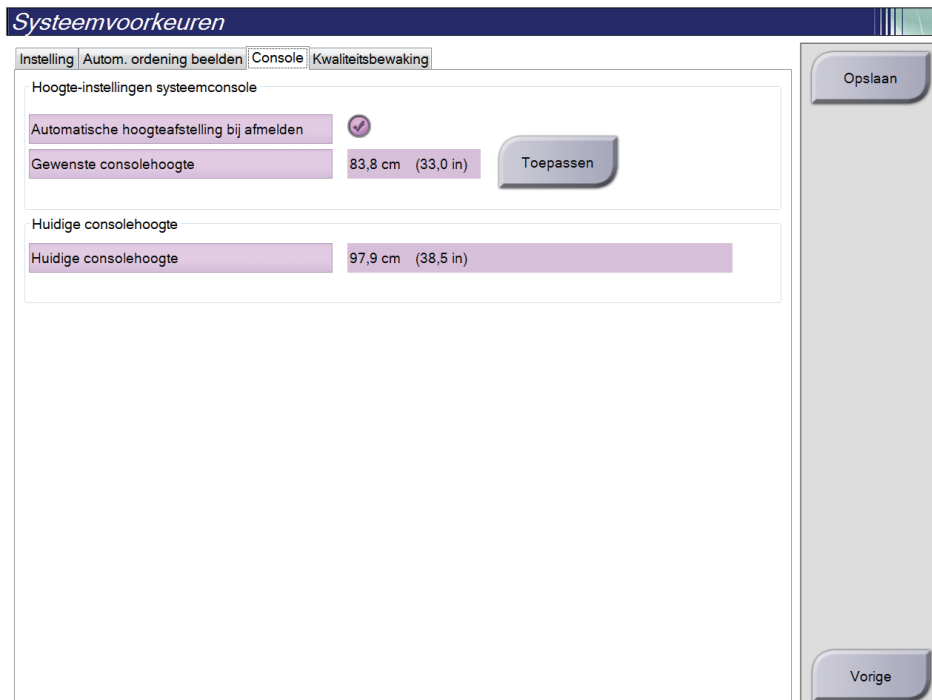 Systeemvoorkeuren
Instelling Autom. ordening beelden Console Kwaliteitsbewaking
Opslaan
Hoogte-instellingen systeemconsole
Automatische hoogteafstelling bij afmelden
Gewenste consolehoogte 83,8 cm (33,0 in) Toepassen
Huidige consolehoogte
Huidige consolehoogte 97,9 cm (38,5 in)
Vorige